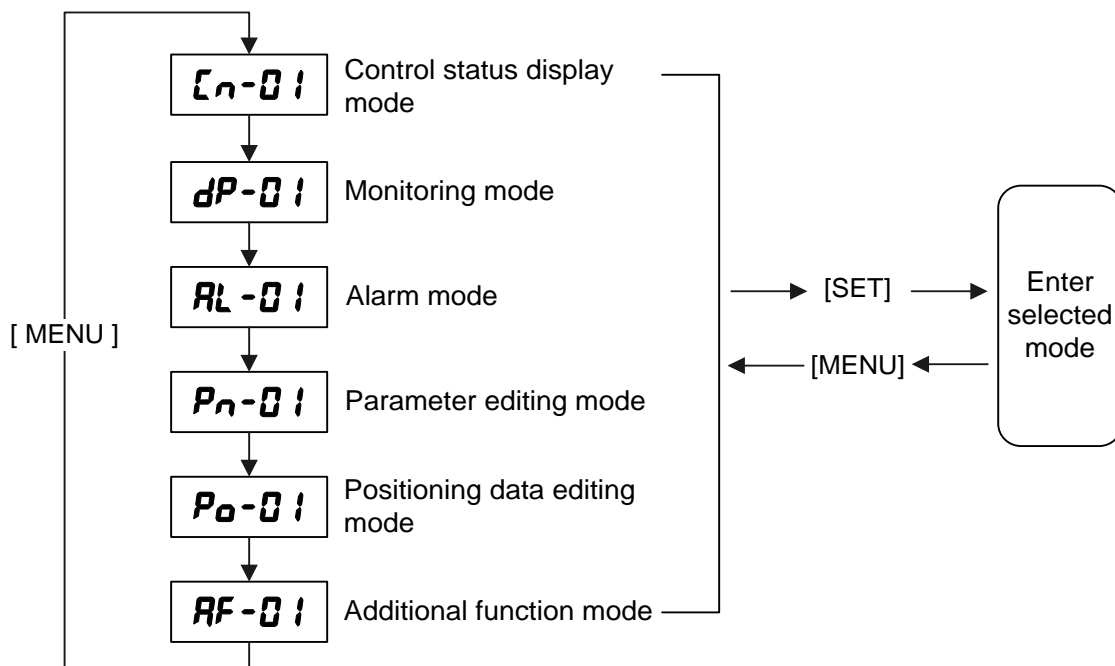 Cn-01
Control status display
mode
dP-01
Monitoring mode
AL-01
Alarm mode
[ MENU ]
Pn-01
Parameter editing mode
Po-01
Positioning data editing
mode
AF-01
Additional function mode
[SET]
[MENU]
Enter
selected
mode